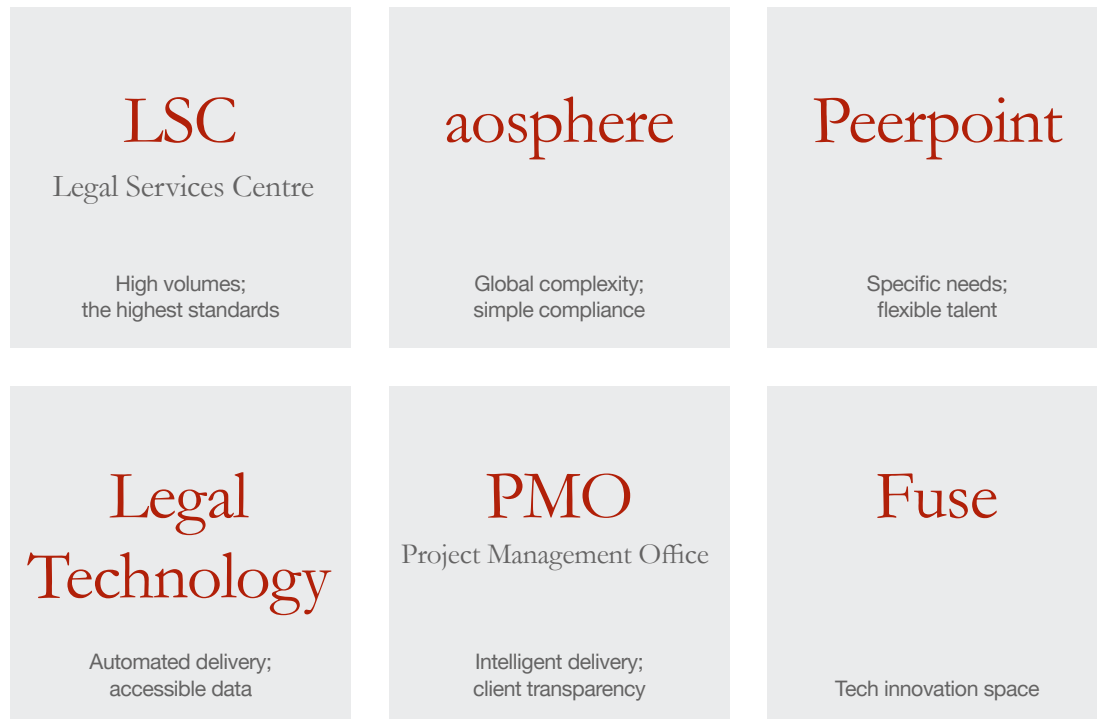 LSC
Legal Services Centre
High volumes;
the highest standards
aosphere
Global complexity;
simple compliance
Peerpoint
Specific needs;
flexible talent
Legal
Technology
Automated delivery;
accessible data
PMO
Project Management Office
Intelligent delivery;
client transparency
Fuse
Tech innovation space